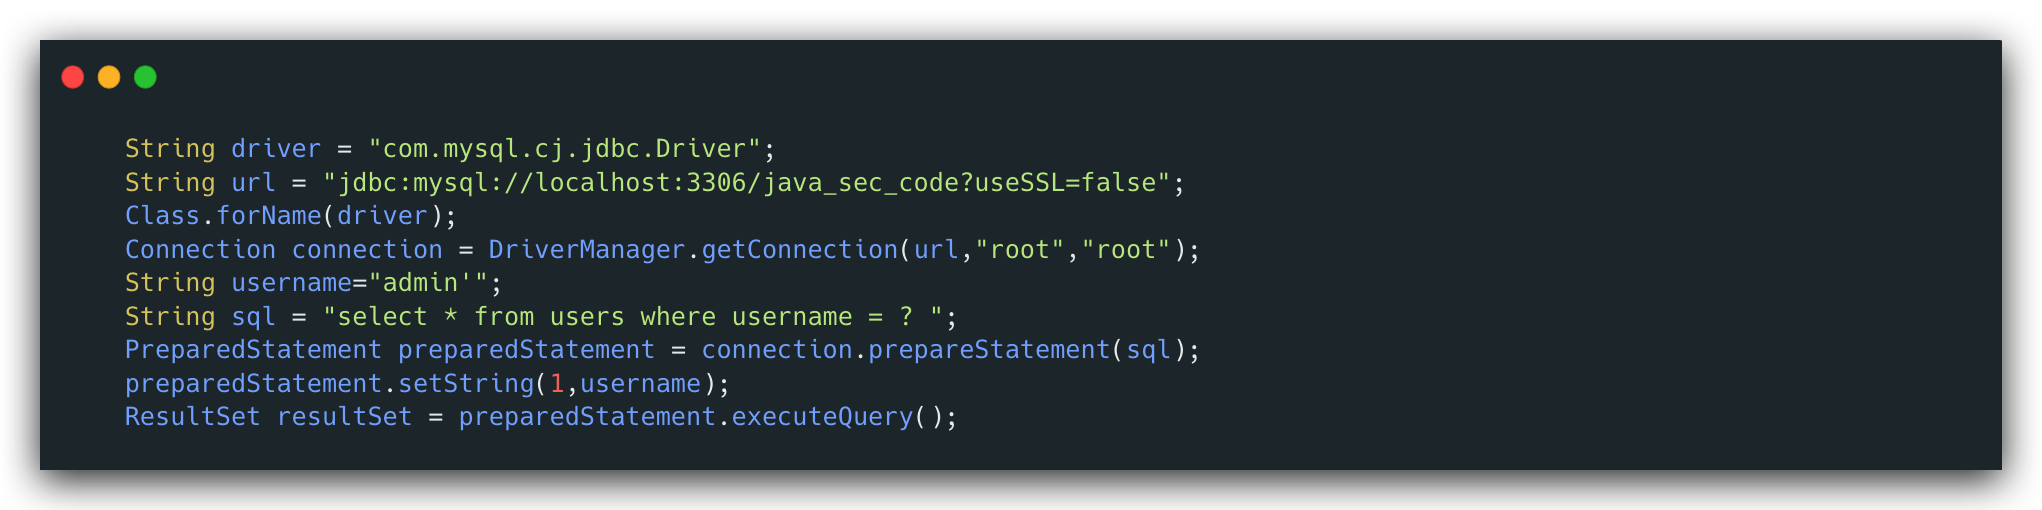 String driver = "com.mysql.cj.jdbc.Driver";
String url = "jdbc:mysql://localhost:3306/java_sec_code?useSSL=false";
Class.forName(driver);
Connection connection = DriverManager.getConnection(url,"root","root");
String username="admin'";
String sql = "select * from users where username = ? ";
PreparedStatement preparedStatement = connection.prepareStatement(sql);
preparedStatement.setString(1,username);
ResultSet resultSet = preparedStatement.executeQuery();